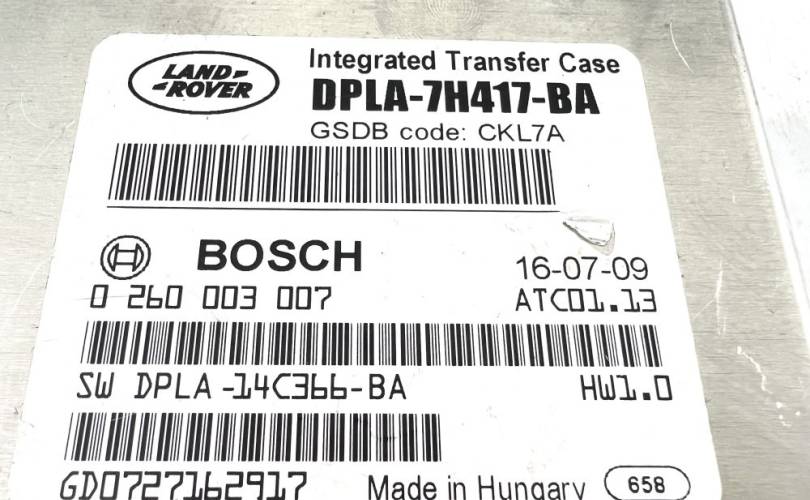 LAND-
-ROVER
Integrated Transfer Case
DPLA-7H417-BA
GSDB code: CKL7A
BOSCH
16-07-09
0 260 003 007
ATC01.13
SW DPLA-14C366-BA
HW1.0
GD0727162917
Made in Hungary
658